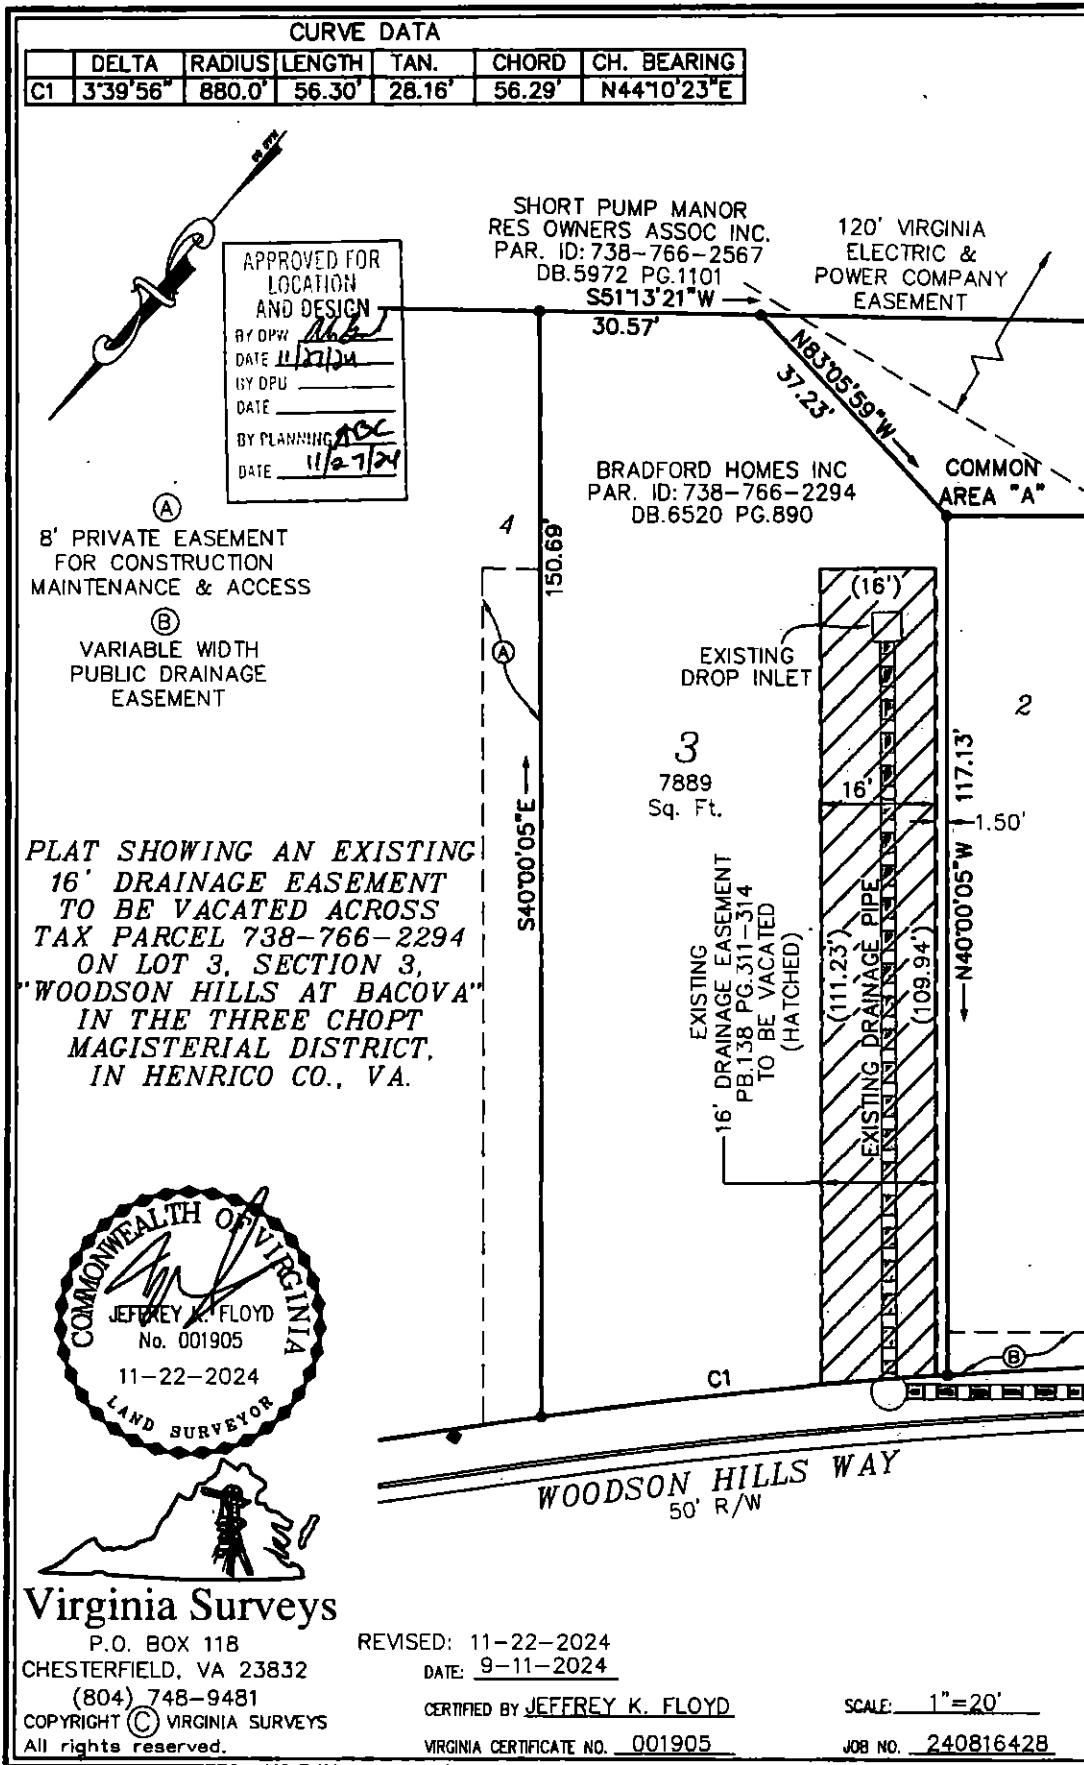 CURVE DATA
DELTA RADIUS LENGTH TAN. CHORD CH. BEARING
C1 3°39'56" 880.0' 56.30' 28.16' 56.29' N44°10'23"E
NAD 83
APPROVED FOR
LOCATION
AND DESIGN
BY DPW
DATE 11/27/24
BY DPU
DATE
BY PLANNING
DATE 11/27/24
SHORT PUMP MANOR
RES OWNERS ASSOC INC.
PAR. ID: 738-766-2567
DB.5972 PG.1101
S51°13'21"W
30.57'
120' VIRGINIA
ELECTRIC &
POWER COMPANY
EASEMENT
N83°05'59"W
37.23'
COMMON
AREA "A"
BRADFORD HOMES INC
PAR. ID: 738-766-2294
DB.6520 PG.890
A
8' PRIVATE EASEMENT
FOR CONSTRUCTION
MAINTENANCE & ACCESS
B
VARIABLE WIDTH
PUBLIC DRAINAGE
EASEMENT
4
150.69'
A
S40°00'05"E
(16')
EXISTING
DROP INLET
3
7889
Sq. Ft.
2
16'
117.13'
1.50'
N40°00'05"W
EXISTING
16' DRAINAGE EASEMENT
PB.138 PG.311-314
TO BE VACATED
(HATCHED)
(111.23')
EXISTING DRAINAGE PIPE
(109.94')
PLAT SHOWING AN EXISTING
16' DRAINAGE EASEMENT
TO BE VACATED ACROSS
TAX PARCEL 738-766-2294
ON LOT 3, SECTION 3,
"WOODSON HILLS AT BACOVA"
IN THE THREE CHOPT
MAGISTERIAL DISTRICT,
IN HENRICO CO., VA.
COMMONWEALTH OF VIRGINIA
JEFFREY K. FLOYD
No. 001905
11-22-2024
LAND SURVEYOR
B
C1
WOODSON HILLS WAY
50' R/W
Virginia Surveys
P.O. BOX 118
CHESTERFIELD, VA 23832
(804) 748-9481
COPYRIGHT © VIRGINIA SURVEYS
All rights reserved.
REVISED: 11-22-2024
DATE: 9-11-2024
CERTIFIED BY JEFFREY K. FLOYD
VIRGINIA CERTIFICATE NO. 001905
SCALE: 1"=20'
JOB NO. 240816428